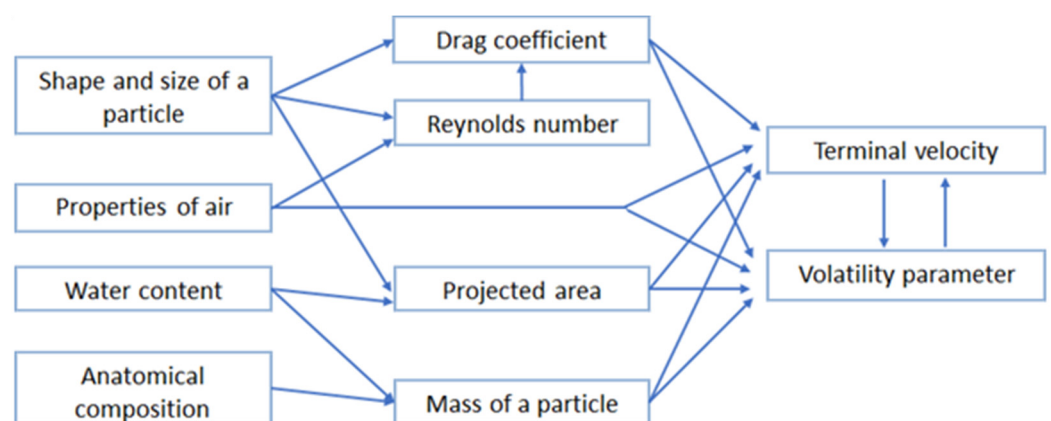 Shape and size of a
particle
Properties of air
Water content
Anatomical
composition
Drag coefficient
Reynolds number
Projected area
Mass of a particle
Terminal velocity
Volatility parameter